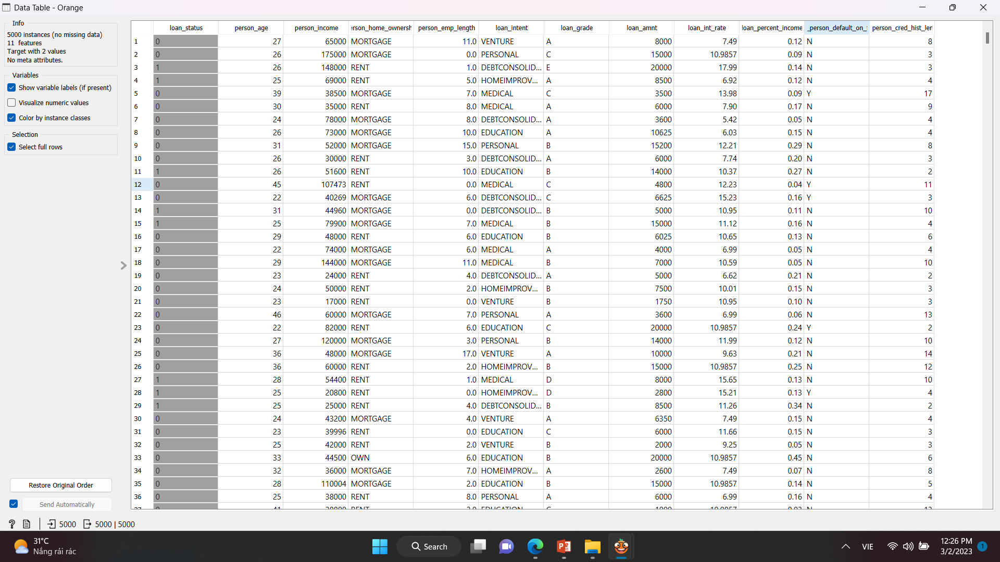 Data Table - Orange
Info
5000 instances (no missing data)
11 features
Target with 2 values
No meta attributes.
Variables
Show variable labels (if present)
Visualize numeric values
Color by instance classes
Selection
Select full rows
loan_status person_age person_income erson_home_ownersh person_emp_length loan_intent loan_grade loan_amnt loan_int_rate loan_percent_income _person_default_on_ person_cred_hist_len
1 0 27 65000 MORTGAGE 11.0 VENTURE A 8000 7.49 0.12 N 8
2 0 26 175000 MORTGAGE 0.0 PERSONAL C 15000 10.9857 0.09 N 3
3 1 26 148000 RENT 1.0 DEBTCONSOLID... E 20000 17.99 0.14 N 3
4 1 25 69000 RENT 5.0 HOMEIMPROV... A 8500 6.92 0.12 N 4
5 0 39 38500 MORTGAGE 7.0 MEDICAL C 3500 13.98 0.09 Y 17
6 0 30 35000 RENT 8.0 MEDICAL A 6000 7.90 0.17 N 9
7 0 24 78000 MORTGAGE 8.0 DEBTCONSOLID... A 3600 5.42 0.05 N 4
8 0 26 73000 MORTGAGE 10.0 EDUCATION A 10625 6.03 0.15 N 4
9 0 31 52000 MORTGAGE 15.0 PERSONAL B 15200 12.21 0.29 N 8
10 0 26 30000 RENT 3.0 DEBTCONSOLID... A 6000 7.74 0.20 N 3
11 1 26 51600 RENT 10.0 EDUCATION B 14000 10.37 0.27 N 2
12 0 45 107473 RENT 0.0 MEDICAL C 4800 12.23 0.04 Y 11
13 0 22 40269 MORTGAGE 6.0 DEBTCONSOLID... C 6625 15.23 0.16 Y 3
14 1 31 44960 MORTGAGE 0.0 DEBTCONSOLID... B 5000 10.95 0.11 N 10
15 1 25 79900 MORTGAGE 7.0 MEDICAL B 15000 11.12 0.16 N 4
16 0 29 48000 RENT 6.0 EDUCATION B 6025 10.65 0.13 N 6
17 0 22 74000 MORTGAGE 6.0 MEDICAL A 4000 6.99 0.05 N 4
18 0 29 144000 MORTGAGE 11.0 MEDICAL B 7000 10.59 0.05 N 10
19 0 23 24000 RENT 4.0 DEBTCONSOLID... A 5000 6.62 0.21 N 2
20 0 24 50000 RENT 2.0 HOMEIMPROV... B 7500 10.01 0.15 N 3
21 0 23 17000 RENT 0.0 VENTURE B 1750 10.95 0.10 N 3
22 0 46 60000 MORTGAGE 7.0 PERSONAL A 3600 6.99 0.06 N 13
23 0 22 82000 RENT 6.0 EDUCATION C 20000 10.9857 0.24 Y 2
24 0 27 120000 MORTGAGE 3.0 PERSONAL B 14000 11.99 0.12 N 10
25 0 36 48000 MORTGAGE 17.0 VENTURE A 10000 9.63 0.21 N 14
26 0 36 60000 RENT 2.0 HOMEIMPROV... B 15000 10.9857 0.25 N 12
27 1 28 54400 RENT 1.0 MEDICAL D 8000 15.65 0.13 N 10
28 1 25 20800 RENT 0.0 HOMEIMPROV... D 2800 15.21 0.13 Y 4
29 1 25 25000 RENT 4.0 DEBTCONSOLID... B 8500 11.26 0.34 N 2
30 0 24 43200 MORTGAGE 4.0 VENTURE A 6350 7.49 0.15 N 4
31 0 23 39996 RENT 0.0 EDUCATION C 6000 11.66 0.15 N 3
32 0 25 42000 RENT 2.0 VENTURE B 2000 9.25 0.05 N 3
33 0 33 44500 OWN 6.0 EDUCATION B 20000 10.9857 0.45 N 6
34 0 32 36000 MORTGAGE 7.0 HOMEIMPROV... A 2600 7.49 0.07 N 8
35 0 28 110004 MORTGAGE 2.0 EDUCATION B 15000 10.9857 0.14 N 5
36 0 25 38000 RENT 8.0 PERSONAL A 6000 6.99 0.16 N 4
Restore Original Order
Send Automatically
? 5000 5000 | 5000
31°C
Nắng rải rác
Search
VIE
12:26 PM
3/2/2023
1